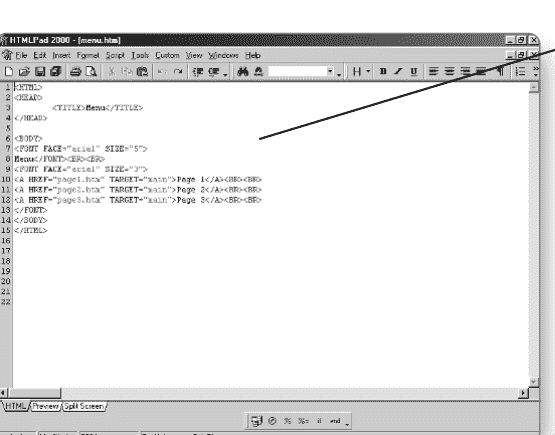 HTMLPad 2000 - [menu.htm]
File Edit Insert Format Script Tools Custom View Windows Help
H B I U
1 <HTML>
2 <HEAD>
3 <TITLE>Menu</TITLE>
4 </HEAD>
5
6 <BODY>
7 <FONT FACE="ariel" SIZE="5">
8 Menu</FONT><BR><BR>
9 <FONT FACE="ariel" SIZE="3">
10 <A HREF="page1.htm" TARGET="main">Page 1</A><BR><BR>
11 <A HREF="page2.htm" TARGET="main">Page 2</A><BR><BR>
12 <A HREF="page3.htm" TARGET="main">Page 3</A><BR><BR>
13 </FONT>
14 </BODY>
15 </HTML>
16
17
18
19
20
21
22
HTML Preview Split Screen
% %= if end